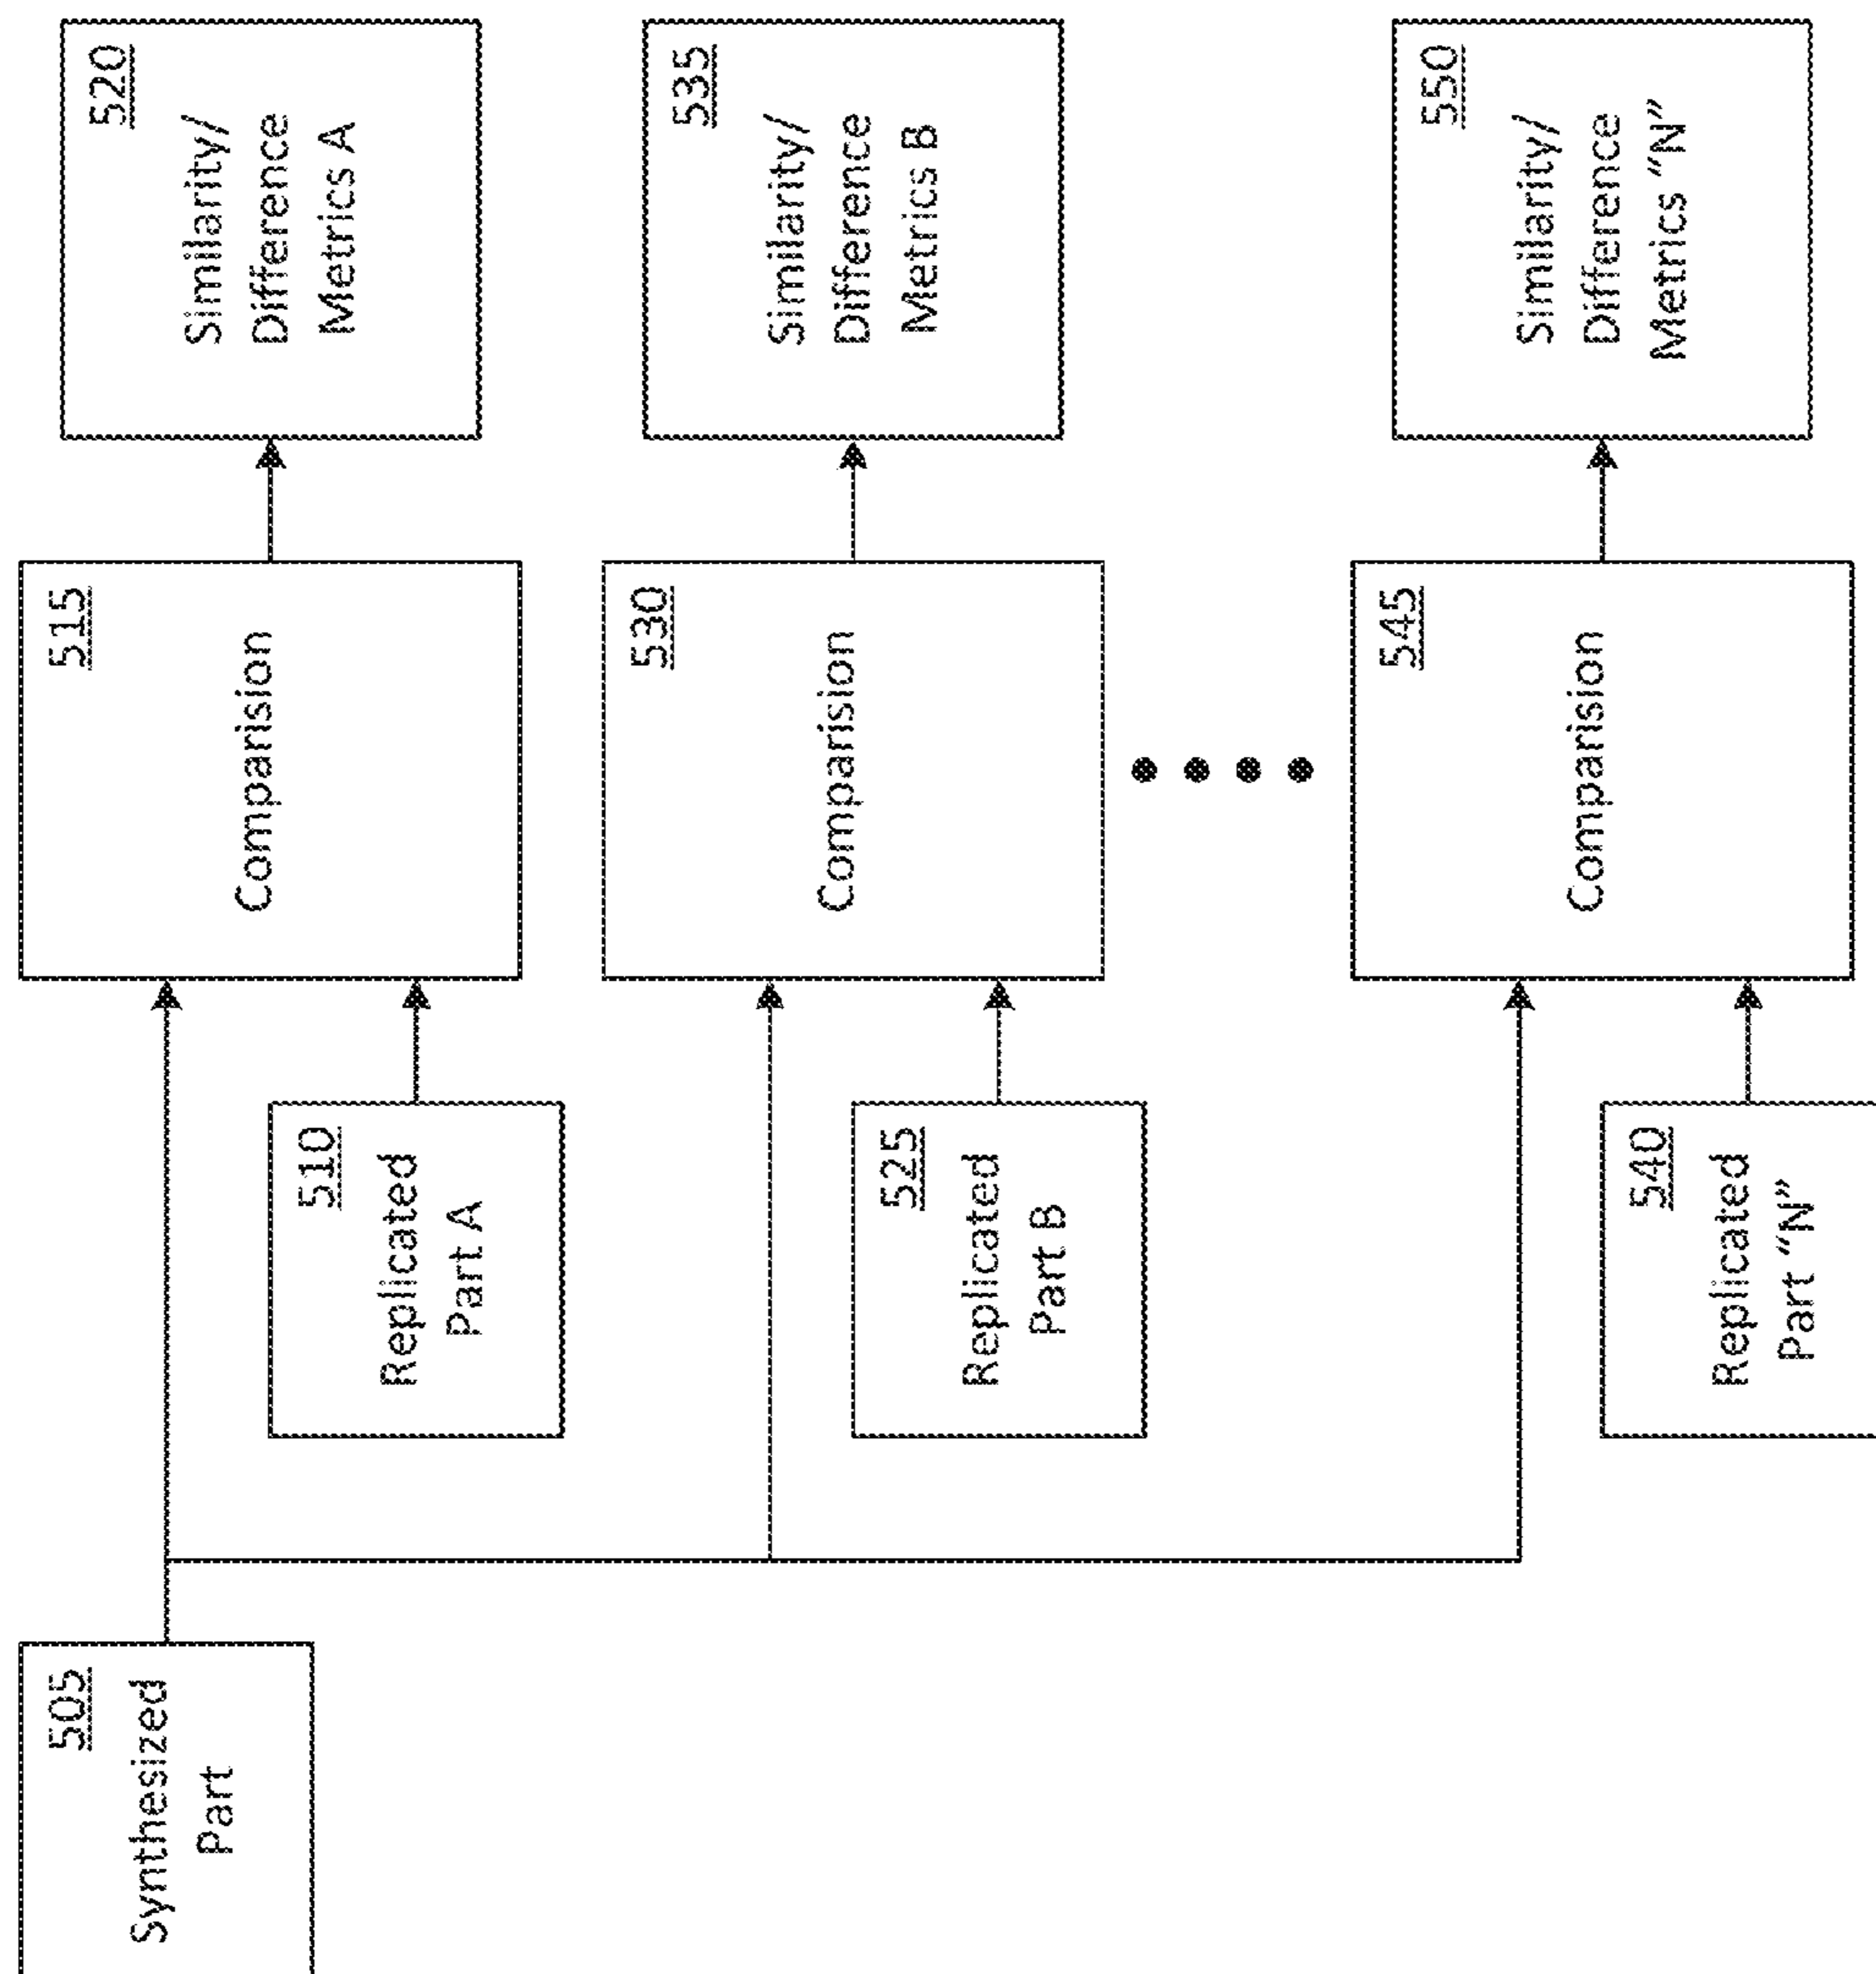 505
Synthesized
Part
510
Replicated
Part A
515
Comparision
520
Similarity/
Difference
Metrics A
525
Replicated
Part B
530
Comparision
535
Similarity/
Difference
Metrics B
540
Replicated
Part “N”
545
Comparision
550
Similarity/
Difference
Metrics “N”